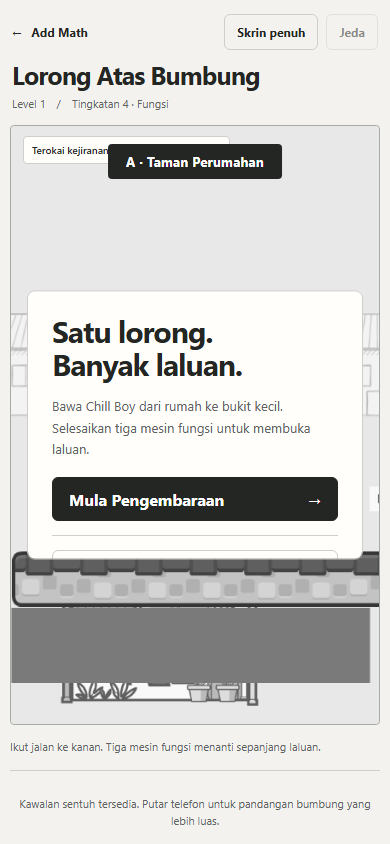 ← Add Math
Skrin penuh
Jeda
Lorong Atas Bumbung
Level 1 / Tingkatan 4 · Fungsi
Terokai kejiranan
A · Taman Perumahan
Satu lorong.
Banyak laluan.
Bawa Chill Boy dari rumah ke bukit kecil.
Selesaikan tiga mesin fungsi untuk membuka
laluan.
Mula Pengembaraan →
Ikut jalan ke kanan. Tiga mesin fungsi menanti sepanjang laluan.
Kawalan sentuh tersedia. Putar telefon untuk pandangan bumbung yang
lebih luas.